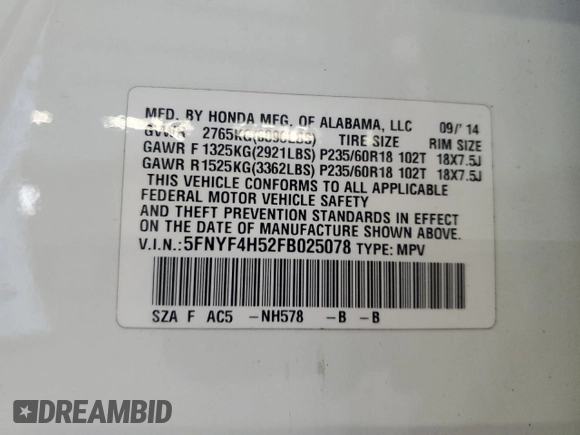 MFD. BY HONDA MFG. OF ALABAMA, LLC 09/'14
GVWR 2765KG(6096LBS) TIRE SIZE RIM SIZE
GAWR F 1325KG(2921LBS) P235/60R18 102T 18X7.5J
GAWR R 1525KG(3362LBS) P235/60R18 102T 18X7.5J
THIS VEHICLE CONFORMS TO ALL APPLICABLE
FEDERAL MOTOR VEHICLE SAFETY
AND THEFT PREVENTION STANDARDS IN EFFECT
ON THE DATE OF MANUFACTURE SHOWN ABOVE.
V.I.N.:5FNYF4H52FB025078 TYPE: MPV
SZA F AC5 -NH578 -B -B
DREAMBID